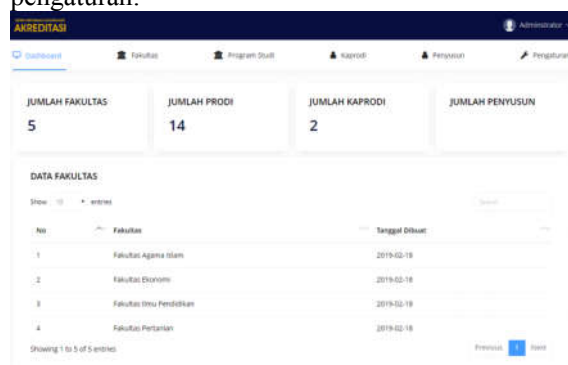 pengaturan.
AKREDITASI
Administrator
Dashboard Fakultas Program Studi Kaprodi Penyusun Pengaturan
JUMLAH FAKULTAS JUMLAH PRODI JUMLAH KAPRODI JUMLAH PENYUSUN
5 14 2
DATA FAKULTAS
Show 10 entries Search
No Fakultas Tanggal Dibuat
1 Fakultas Agama Islam 2019-02-18
2 Fakultas Ekonomi 2019-02-18
3 Fakultas Ilmu Pendidikan 2019-02-18
4 Fakultas Pertanian 2019-02-18
Showing 1 to 5 of 5 entries Previous 1 Next